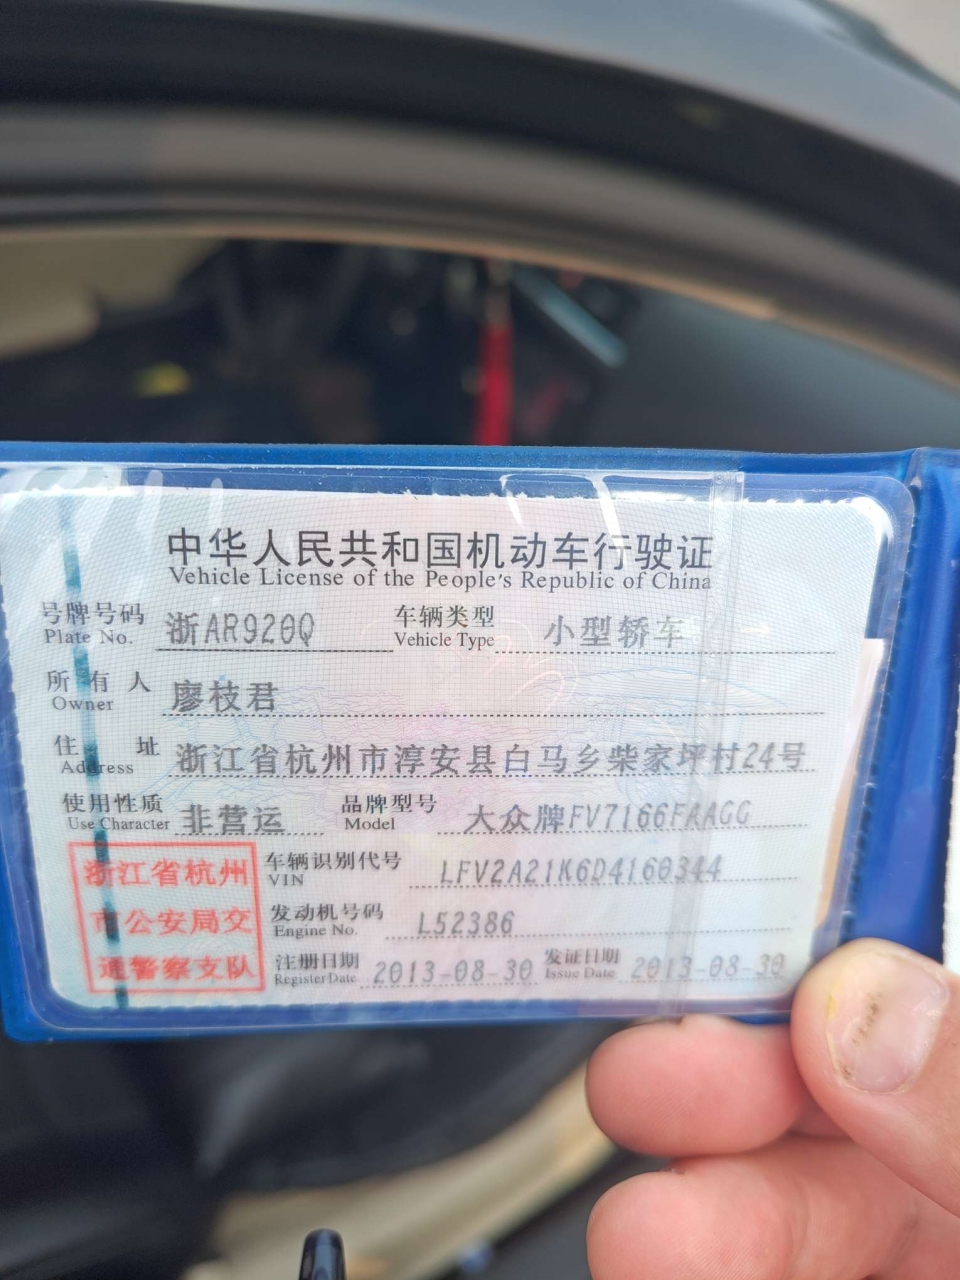 中华人民共和国机动车行驶证
Vehicle License of the People's Republic of China
号牌号码 浙AR920Q 车辆类型 小型轿车
Plate No. Vehicle Type
所有人 廖枝君
Owner
住址 浙江省杭州市淳安县白马乡柴家坪村24号
Address
使用性质 非营运 品牌型号 大众牌FV7166FAAGG
Use Character Model
浙江省杭州
市公安局交
通警察支队
车辆识别代号 LFV2A21K6D4160344
VIN
发动机号码 L52386
Engine No.
注册日期 2013-08-30 发证日期 2013-08-30
Register Date Issue Date